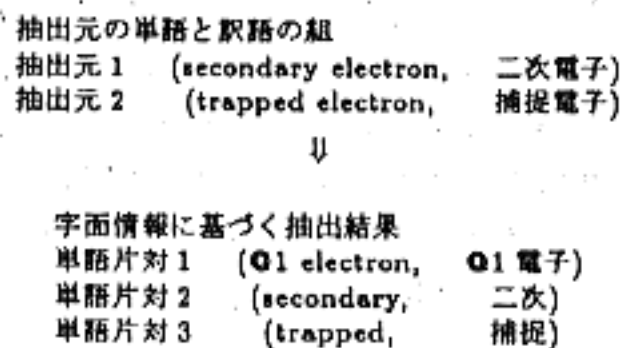 抽出元の単語と訳語の組
抽出元 1 (secondary electron, 二次電子)
抽出元 2 (trapped electron, 捕捉電子)
⇓
字面情報に基づく抽出結果
単語片対 1 (@1 electron, @1 電子)
単語片対 2 (secondary, 二次)
単語片対 3 (trapped, 捕捉)